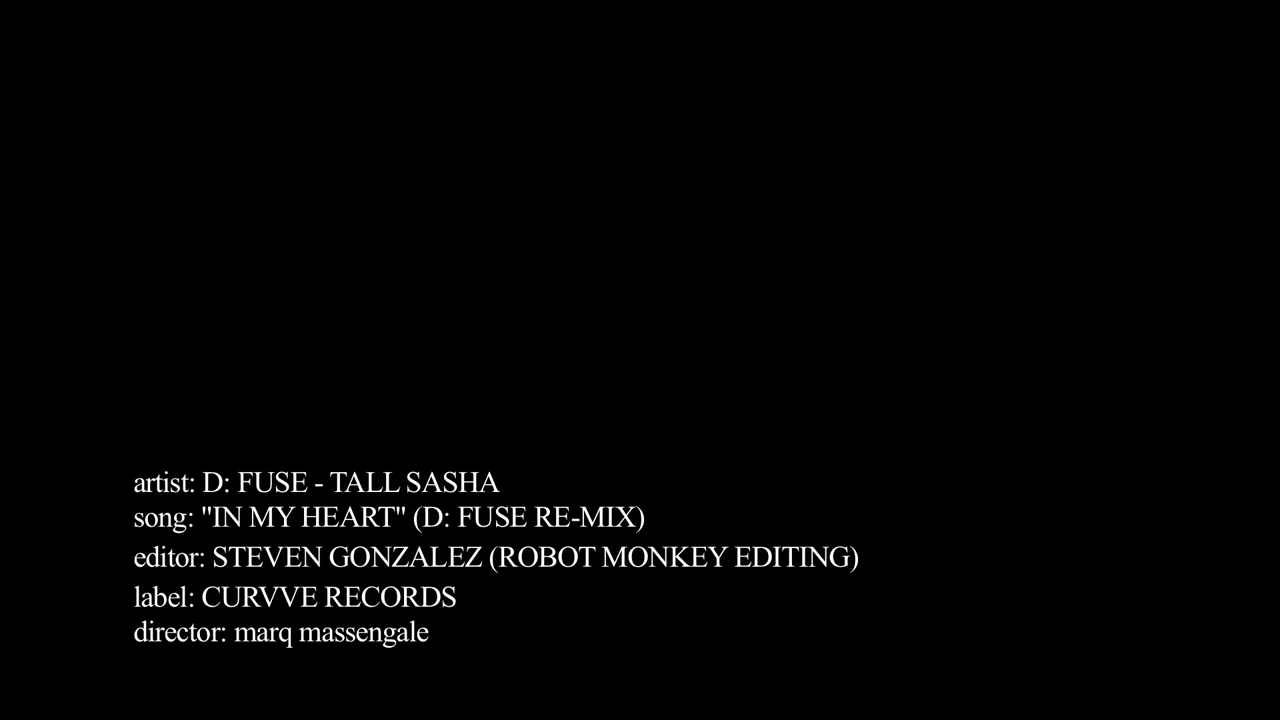 artist: D: FUSE - TALL SASHA
song: "IN MY HEART" (D: FUSE RE-MIX)
editor: STEVEN GONZALEZ (ROBOT MONKEY EDITING)
label: CURVVE RECORDS
director: marq massengale